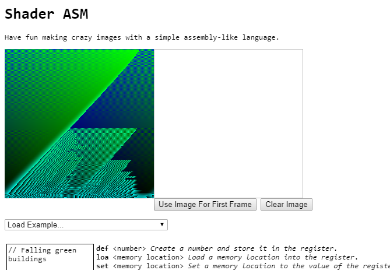 Shader ASM
Have fun making crazy images with a simple assembly-like language.
Use Image For First Frame
Clear Image
Load Example...
// Falling green
buildings
def <number> Create a number and store it in the register.
loa <memory location> Load a memory location into the register.
set <memory location> Set a memory location to the value of the registe